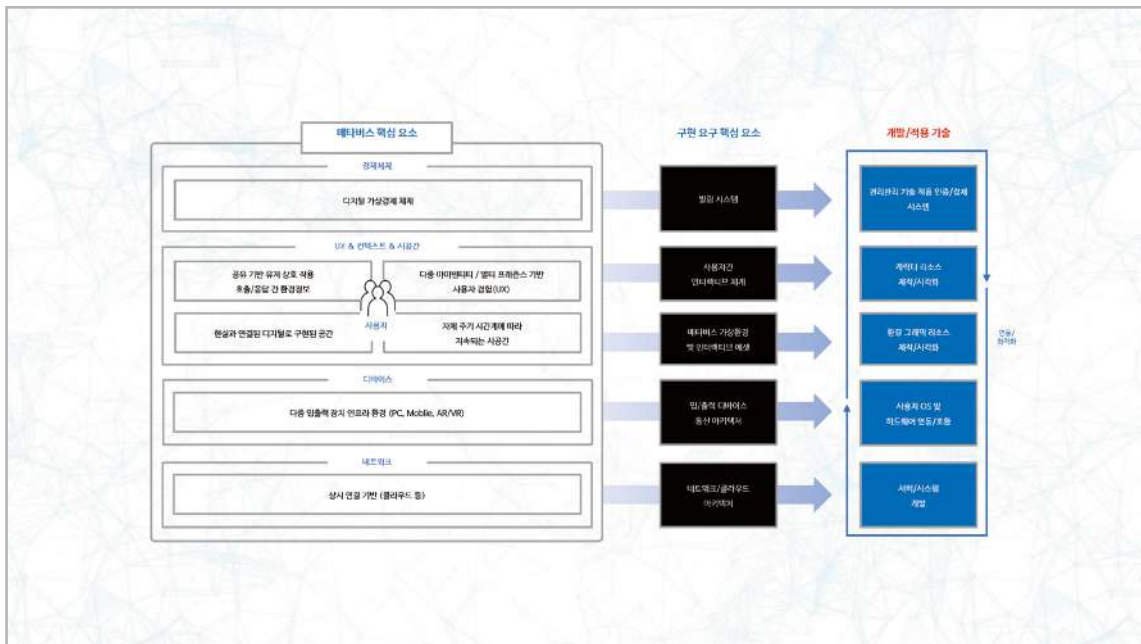 메타버스 핵심 요소
구현 요구 핵심 요소
개발/적용 기술
경제체제
디지털 가상경제 체제
빌링 시스템
권리관리 기술 적용 인증/결제
시스템
UX & 컨텍스트 & 시공간
공유 기반 유저 상호 작용
호출/응답 간 환경정보
다중 아이덴티티 / 멀티 프레즌스 기반
사용자 경험(UX)
사용자간
인터랙티브 체계
캐릭터 리소스
제작/시각화
사용자
현실과 연결된 디지털로 구현된 공간
자체 주기 시간계에 따라
지속되는 시공간
메타버스 가상환경
및 인터랙티브 에셋
환경 그래픽 리소스
제작/시각화
연동/
디바이스
다중 입출력 장치 인프라 환경 (PC, Mobile, AR/VR)
입/출력 디바이스
통신 아키텍처
사용자 OS 및
하드웨어 연동/호환
네트워크
상시 연결 기반 (클라우드 등)
네트워크/클라우드
아키텍처
서버/시스템
개발